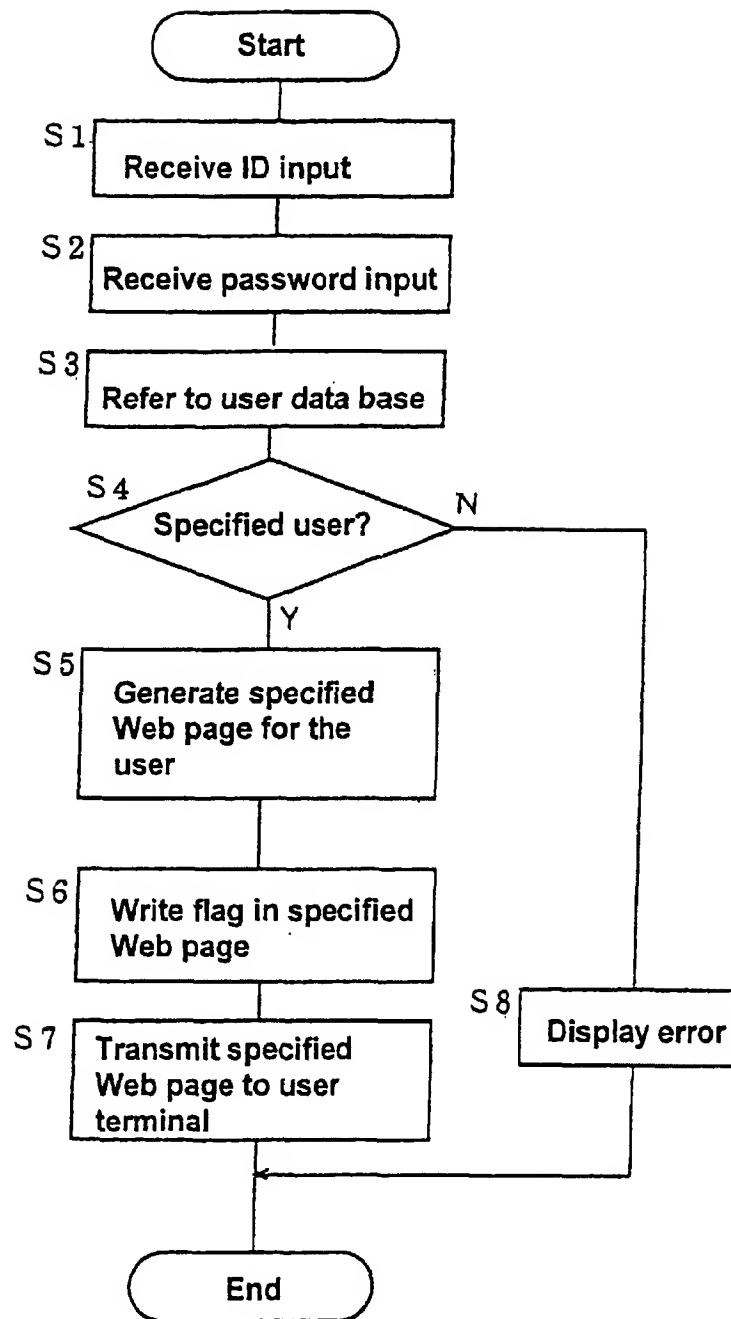 Start
S1
Receive ID input
S2
Receive password input
S3
Refer to user data base
S4
Specified user?
N
Y
S5
Generate specified
Web page for the
user
S6
Write flag in specified
Web page
S7
Transmit specified
Web page to user
terminal
S8
Display error
End